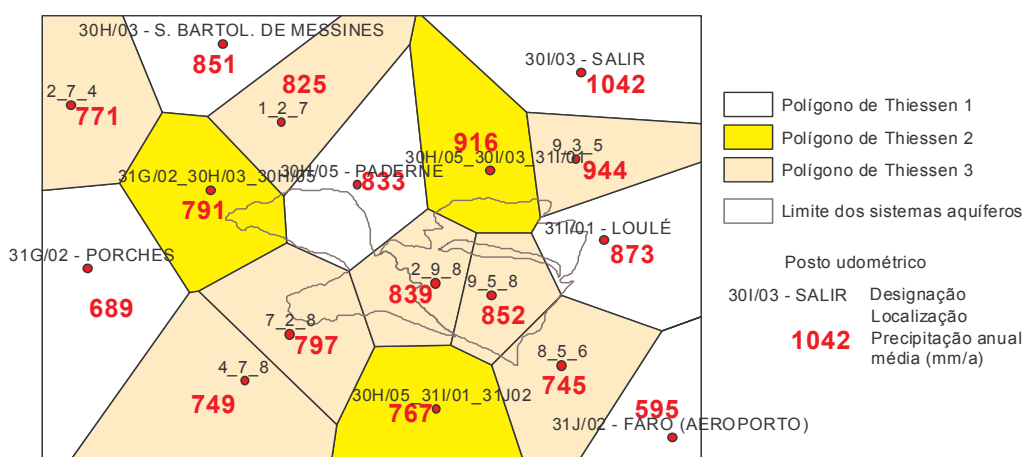 30H/03 - S. BARTOL. DE MESSINES
851
825
30I/03 - SALIR
1042
2_7_4
771
1_2_7
Polígono de Thiessen 1
Polígono de Thiessen 2
Polígono de Thiessen 3
Limite dos sistemas aquíferos
916
9_3_5
30H/05_30I/03_31I/01
944
31G/02_30H/03_30H/05
30H/05 - PADERNE
833
791
31I/01 - LOULÉ
873
31G/02 - PORCHES
689
2_9_8
839
9_5_8
852
Posto udométrico
30I/03 - SALIR
Designação
Localização
1042
Precipitação anual
média (mm/a)
7_2_8
797
4_7_8
749
8_5_6
745
30H/05_31I/01_31J02
767
595
31J/02 - FARO (AEROPORTO)